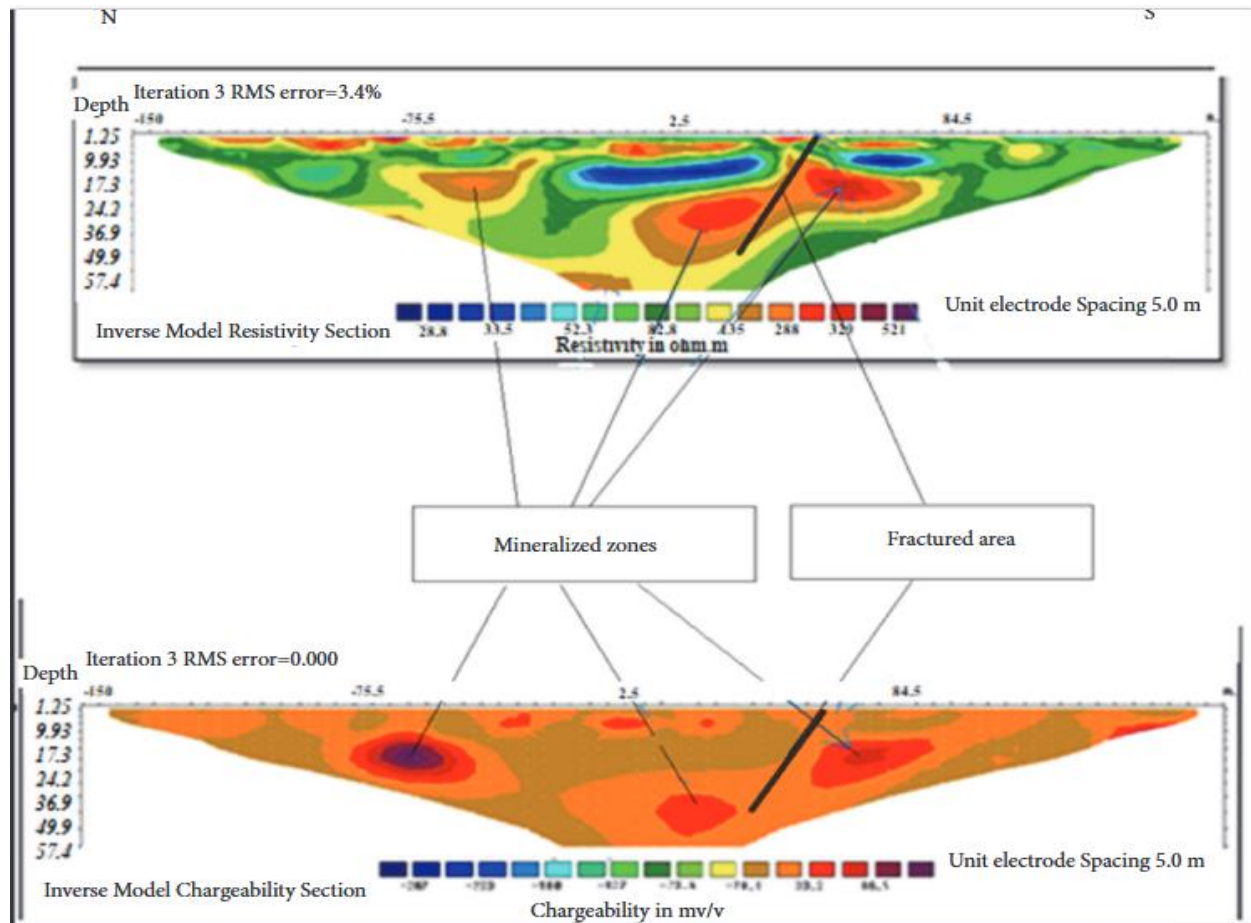 N S
Iteration 3 RMS error=3.4%
Depth -150 -75.5 2.5 84.5
1.25
9.93
17.3
24.2
36.9
49.9
57.4
Unit electrode Spacing 5.0 m
Inverse Model Resistivity Section
28.8 33.5 52.3 82.8 135 288 329 521
Resistivity in ohm.m
Mineralized zones
Fractured area
Iteration 3 RMS error=0.000
Depth -150 -75.5 2.5 84.5
1.25
9.93
17.3
24.2
36.9
49.9
57.4
Unit electrode Spacing 5.0 m
Inverse Model Chargeability Section
Chargeability in mv/v